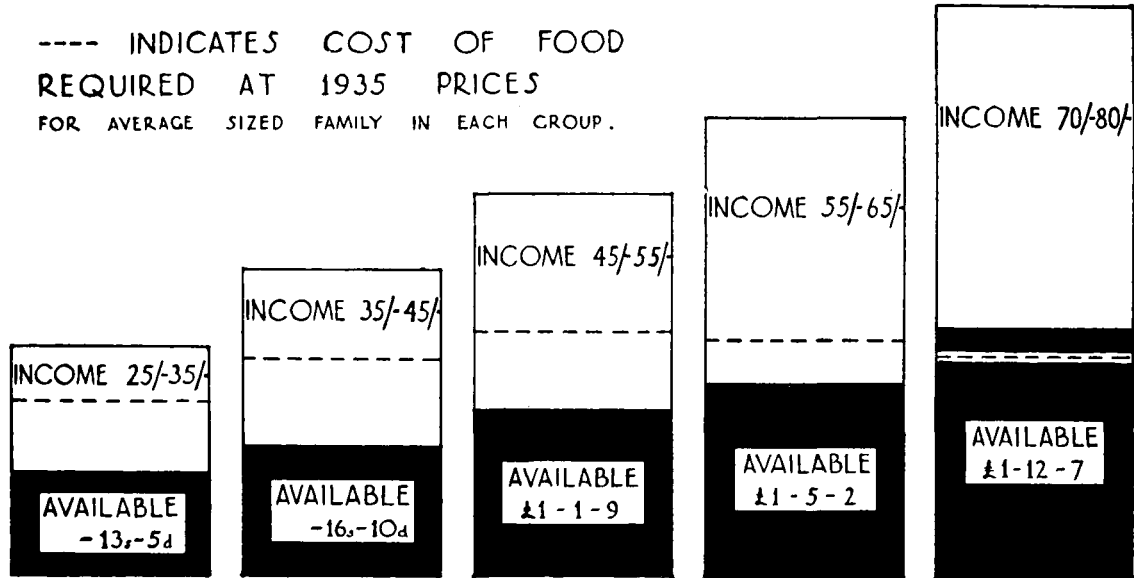 ---- INDICATES COST OF FOOD
REQUIRED AT 1935 PRICES
FOR AVERAGE SIZED FAMILY IN EACH GROUP.
INCOME 25/-35/-
AVAILABLE
-13s-5d
INCOME 35/-45/-
AVAILABLE
-16s-10d
INCOME 45/-55/-
AVAILABLE
£1-1-9
INCOME 55/-65/-
AVAILABLE
£1-5-2
INCOME 70/-80/-
AVAILABLE
£1-12-7